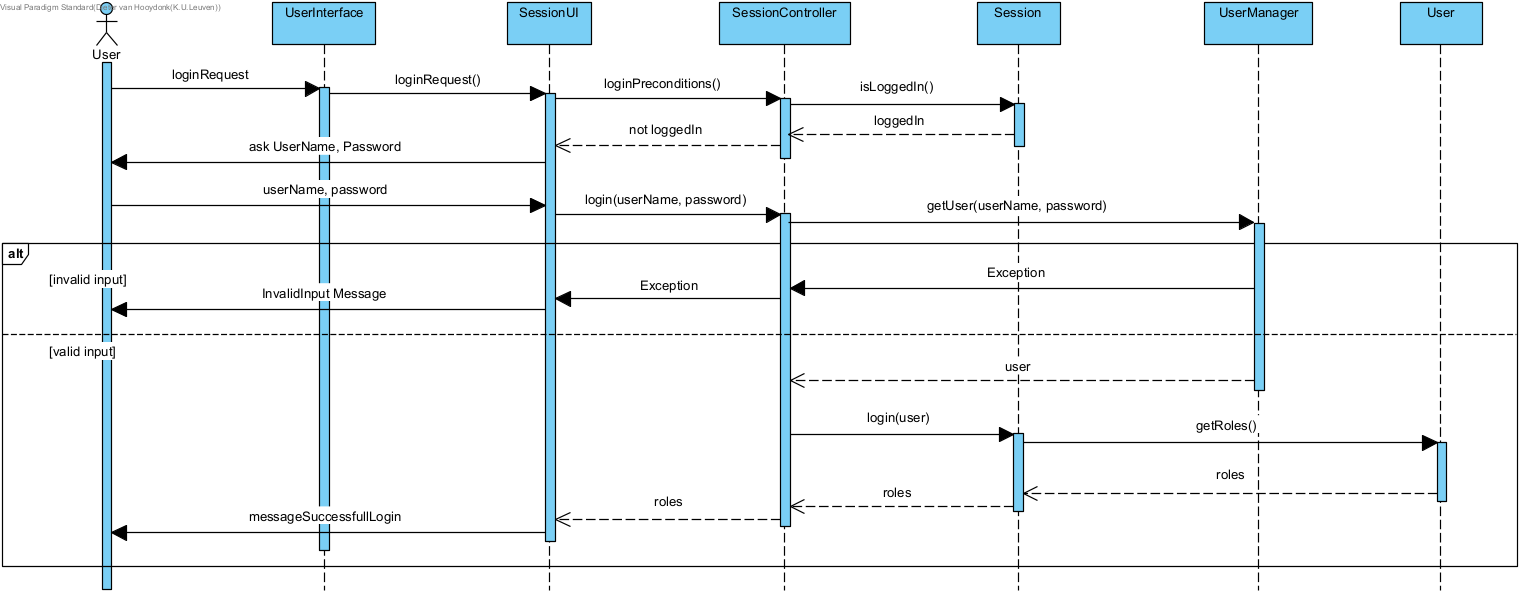 Visual Paradigm Standard(Dieter van Hooydonk(K.U.Leuven))
User
UserInterface
SessionUI
SessionController
Session
UserManager
User
loginRequest
loginRequest()
loginPreconditions()
isLoggedIn()
loggedIn
not loggedIn
ask UserName, Password
userName, password
login(userName, password)
getUser(userName, password)
alt
[invalid input]
Exception
Exception
InvalidInput Message
[valid input]
user
login(user)
getRoles()
roles
roles
roles
messageSuccessfullLogin